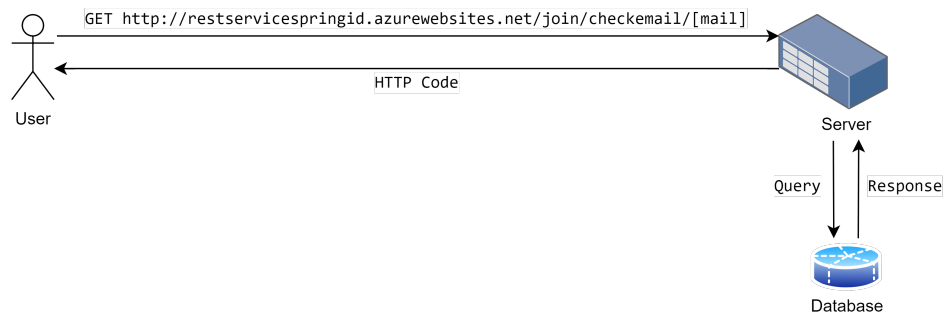 GET http://restservicespringid.azurewebsites.net/join/checkemail/[mail]
HTTP Code
User
Server
Query
Response
Database